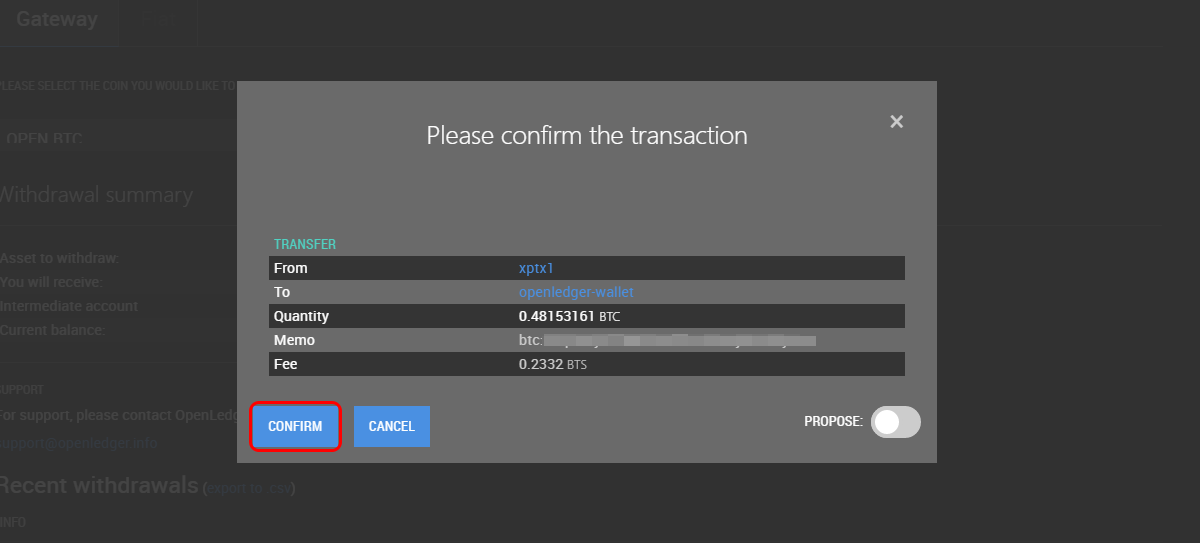 Gateway
PLEASE SELECT THE COIN YOU WOULD LIKE TO
OPEN BTC
Withdrawal summary
Asset to withdraw:
You will receive:
Intermediate account
Current balance:
SUPPORT
For support, please contact OpenLedg
support@openledger.info
Recent withdrawals (EXPORT TO CSV)
INFO
Please confirm the transaction
×
TRANSFER
From xptx1
To openledger-wallet
Quantity 0.48153161 BTC
Memo btc:
Fee 0.2332 BTS
CONFIRM CANCEL PROPOSE: